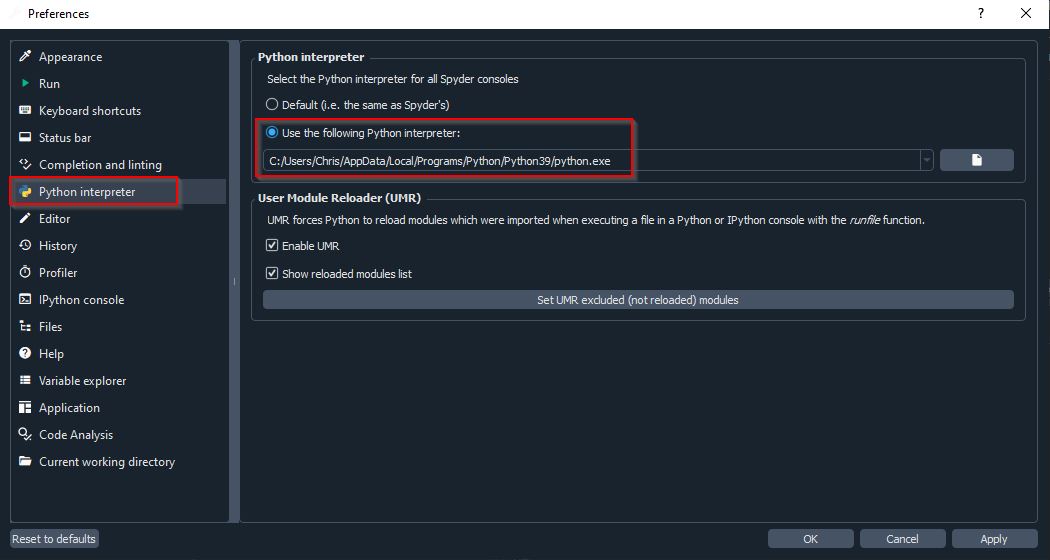 Preferences
?
Appearance
Run
Keyboard shortcuts
Status bar
Completion and linting
Python interpreter
Editor
History
Profiler
IPython console
Files
Help
Variable explorer
Application
Code Analysis
Current working directory
Python interpreter
Select the Python interpreter for all Spyder consoles
Default (i.e. the same as Spyder's)
Use the following Python interpreter:
C:/Users/Chris/AppData/Local/Programs/Python/Python39/python.exe
User Module Reloader (UMR)
UMR forces Python to reload modules which were imported when executing a file in a Python or IPython console with the runfile function.
Enable UMR
Show reloaded modules list
Set UMR excluded (not reloaded) modules
Reset to defaults
OK
Cancel
Apply